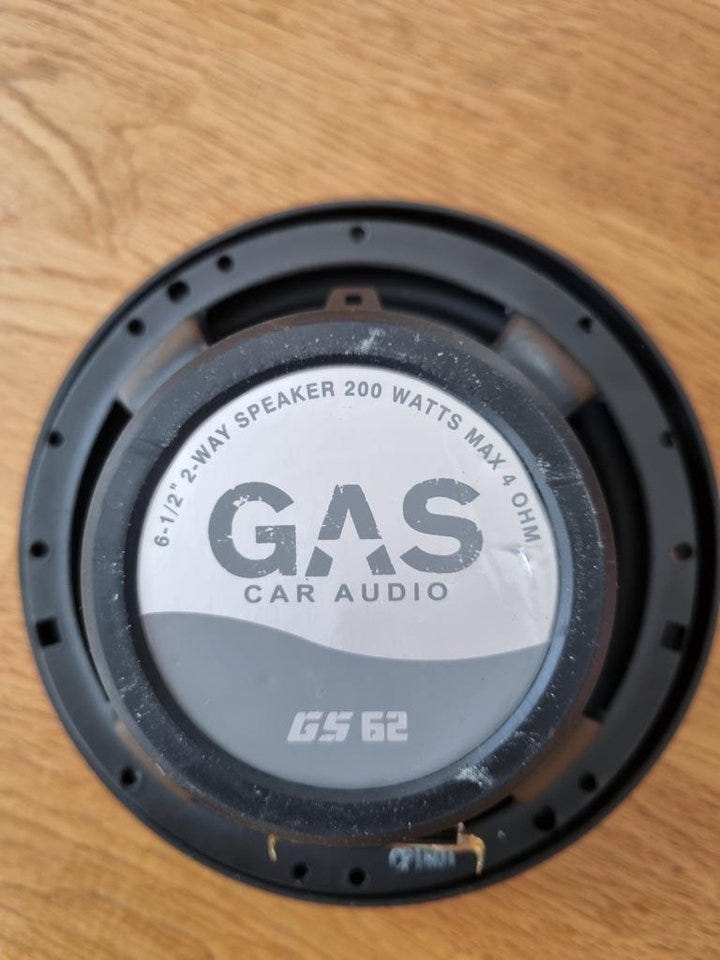 6-1/2" 2-WAY SPEAKER 200 WATTS MAX 4 OHM
GAS
CAR AUDIO
GS 62